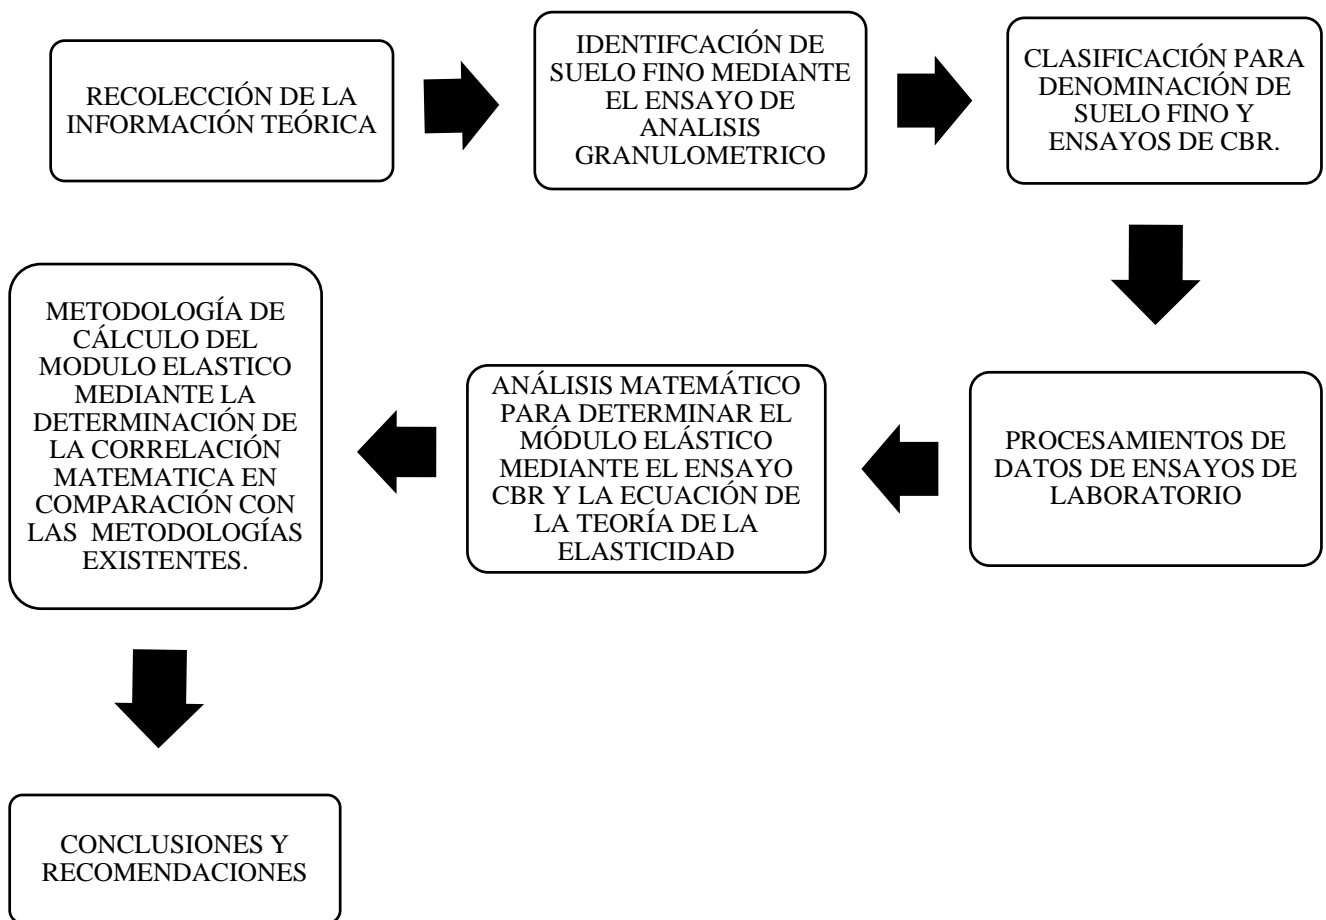 RECOLECCIÓN DE LA
INFORMACIÓN TEÓRICA
IDENTIFCACIÓN DE
SUELO FINO MEDIANTE
EL ENSAYO DE
ANALISIS
GRANULOMETRICO
CLASIFICACIÓN PARA
DENOMINACIÓN DE
SUELO FINO Y
ENSAYOS DE CBR.
PROCESAMIENTOS DE
DATOS DE ENSAYOS DE
LABORATORIO
ANÁLISIS MATEMÁTICO
PARA DETERMINAR EL
MÓDULO ELÁSTICO
MEDIANTE EL ENSAYO
CBR Y LA ECUACIÓN DE
LA TEORÍA DE LA
ELASTICIDAD
METODOLOGÍA DE
CÁLCULO DEL
MODULO ELASTICO
MEDIANTE LA
DETERMINACIÓN DE
LA CORRELACIÓN
MATEMATICA EN
COMPARACIÓN CON
LAS METODOLOGÍAS
EXISTENTES.
CONCLUSIONES Y
RECOMENDACIONES